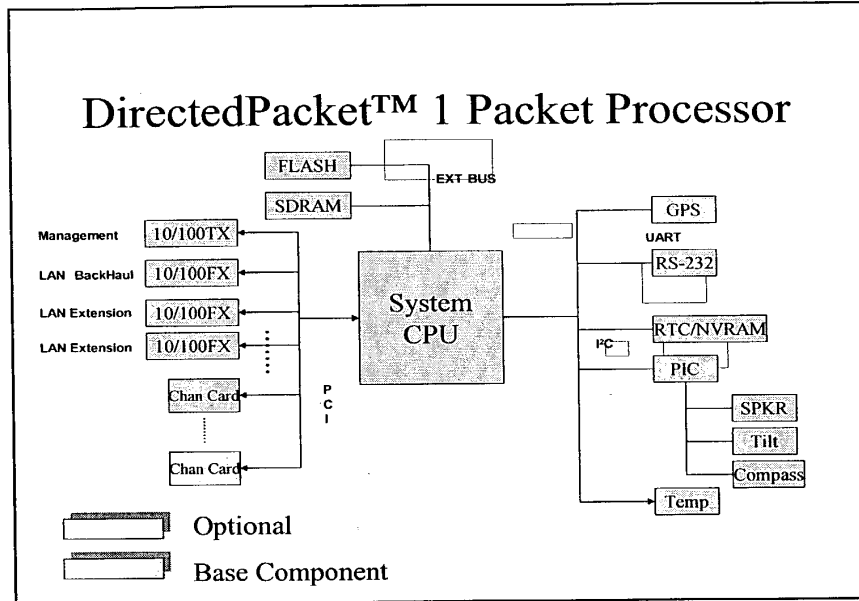 DirectedPacket™ 1 Packet Processor
FLASH
EXT BUS
SDRAM
GPS
Management
10/100TX
UART
LAN BackHaul
10/100FX
RS-232
System
CPU
LAN Extension
10/100FX
LAN Extension
10/100FX
RTC/NVRAM
I²C
PIC
Chan Card
P
C
I
SPKR
Tilt
Chan Card
Compass
Temp
Optional
Base Component